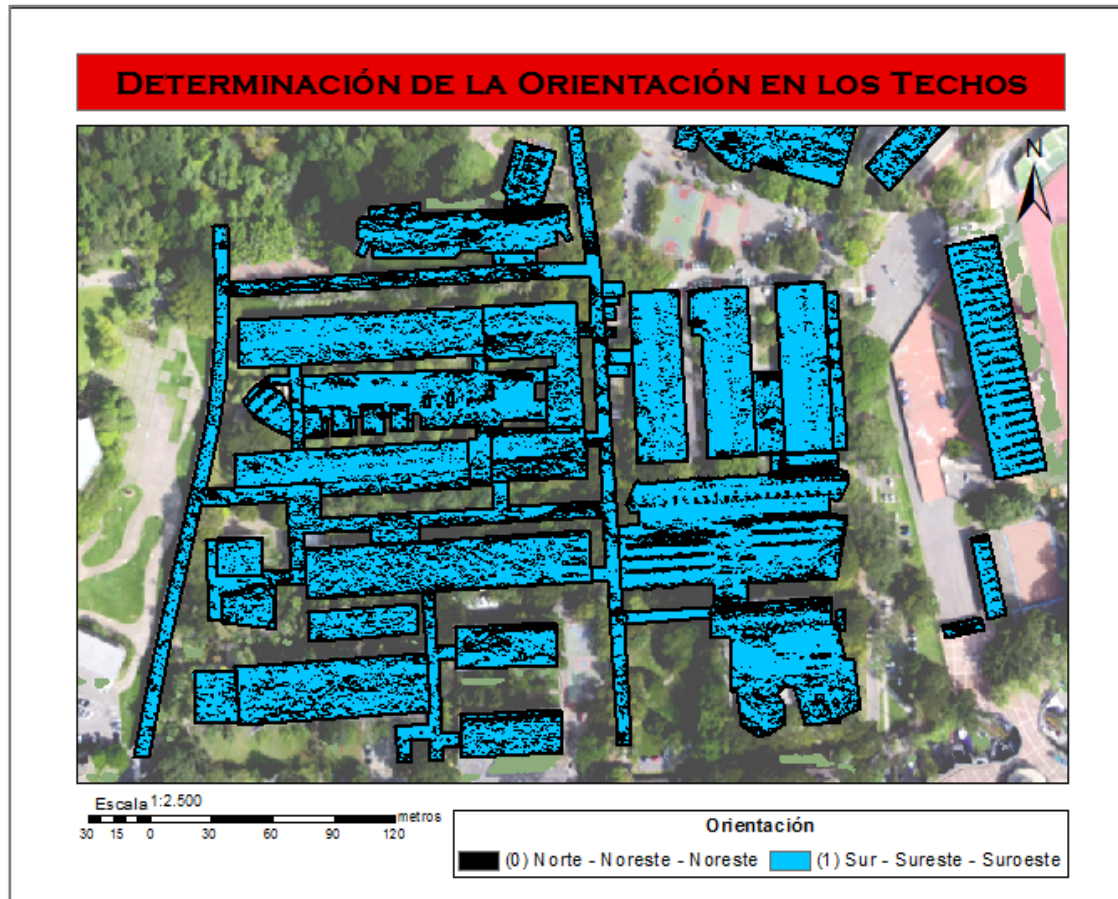 DETERMINACIÓN DE LA ORIENTACIÓN EN LOS TECHOS
N
Escala 1:2.500
30 15 0 30 60 90 120 metros
Orientación
(0) Norte - Noreste - Noreste (1) Sur - Sureste - Suroeste